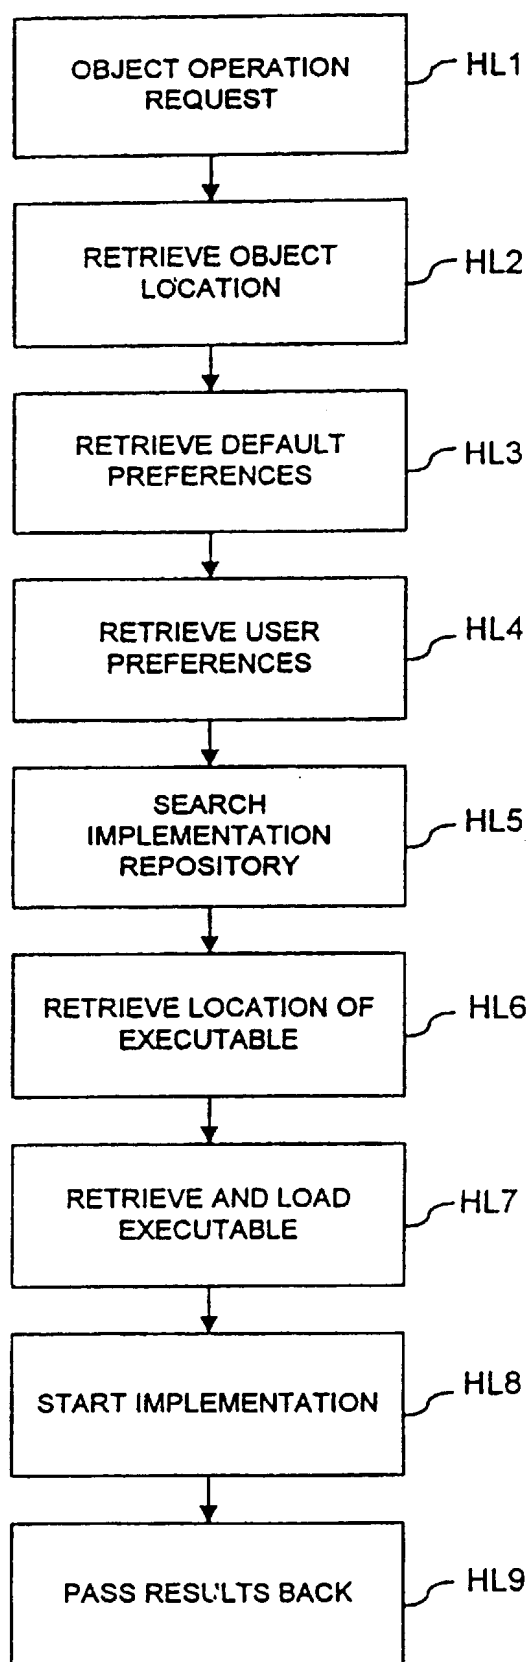 OBJECT OPERATION
REQUEST
HL1
RETRIEVE OBJECT
LOCATION
HL2
RETRIEVE DEFAULT
PREFERENCES
HL3
RETRIEVE USER
PREFERENCES
HL4
SEARCH
IMPLEMENTATION
REPOSITORY
HL5
RETRIEVE LOCATION OF
EXECUTABLE
HL6
RETRIEVE AND LOAD
EXECUTABLE
HL7
START IMPLEMENTATION
HL8
PASS RESULTS BACK
HL9